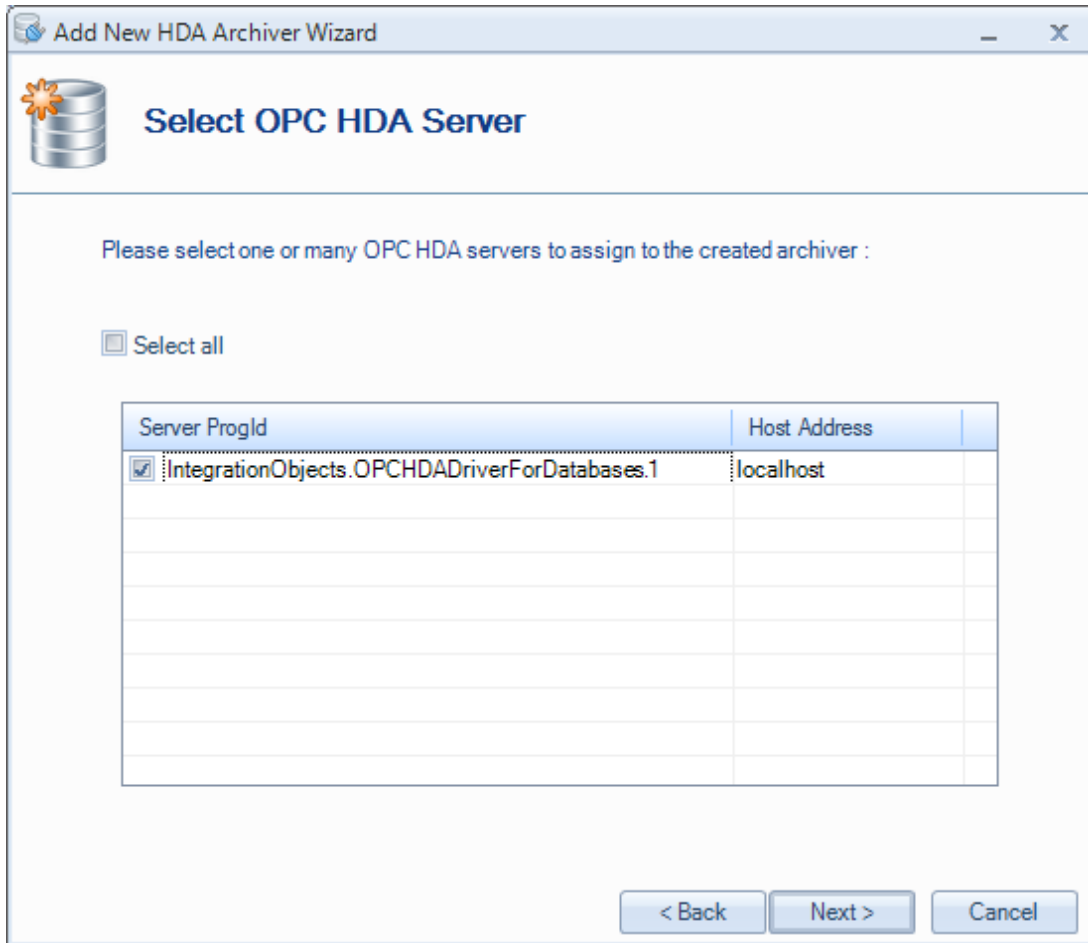 Add New HDA Archiver Wizard
Select OPC HDA Server
Please select one or many OPC HDA servers to assign to the created archiver :
Select all
Server ProgId Host Address
IntegrationObjects.OPCHDADriverForDatabases.1 localhost
< Back Next > Cancel